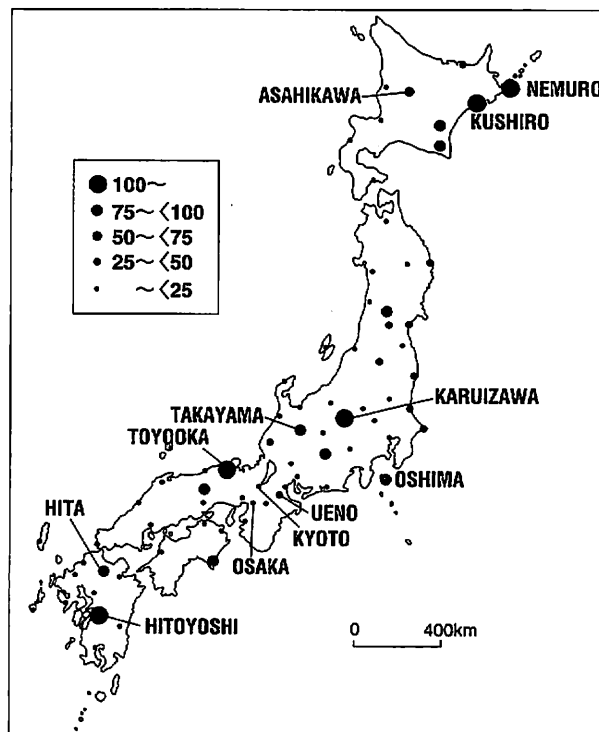 ASAHIKAWA
NEMURO
KUSHIRO
100～
75～<100
50～<75
25～<50
～<25
KARUIZAWA
TAKAYAMA
TOYOOKA
OSHIMA
HITA
UENO
KYOTO
OSAKA
HITOYOSHI
0 400km